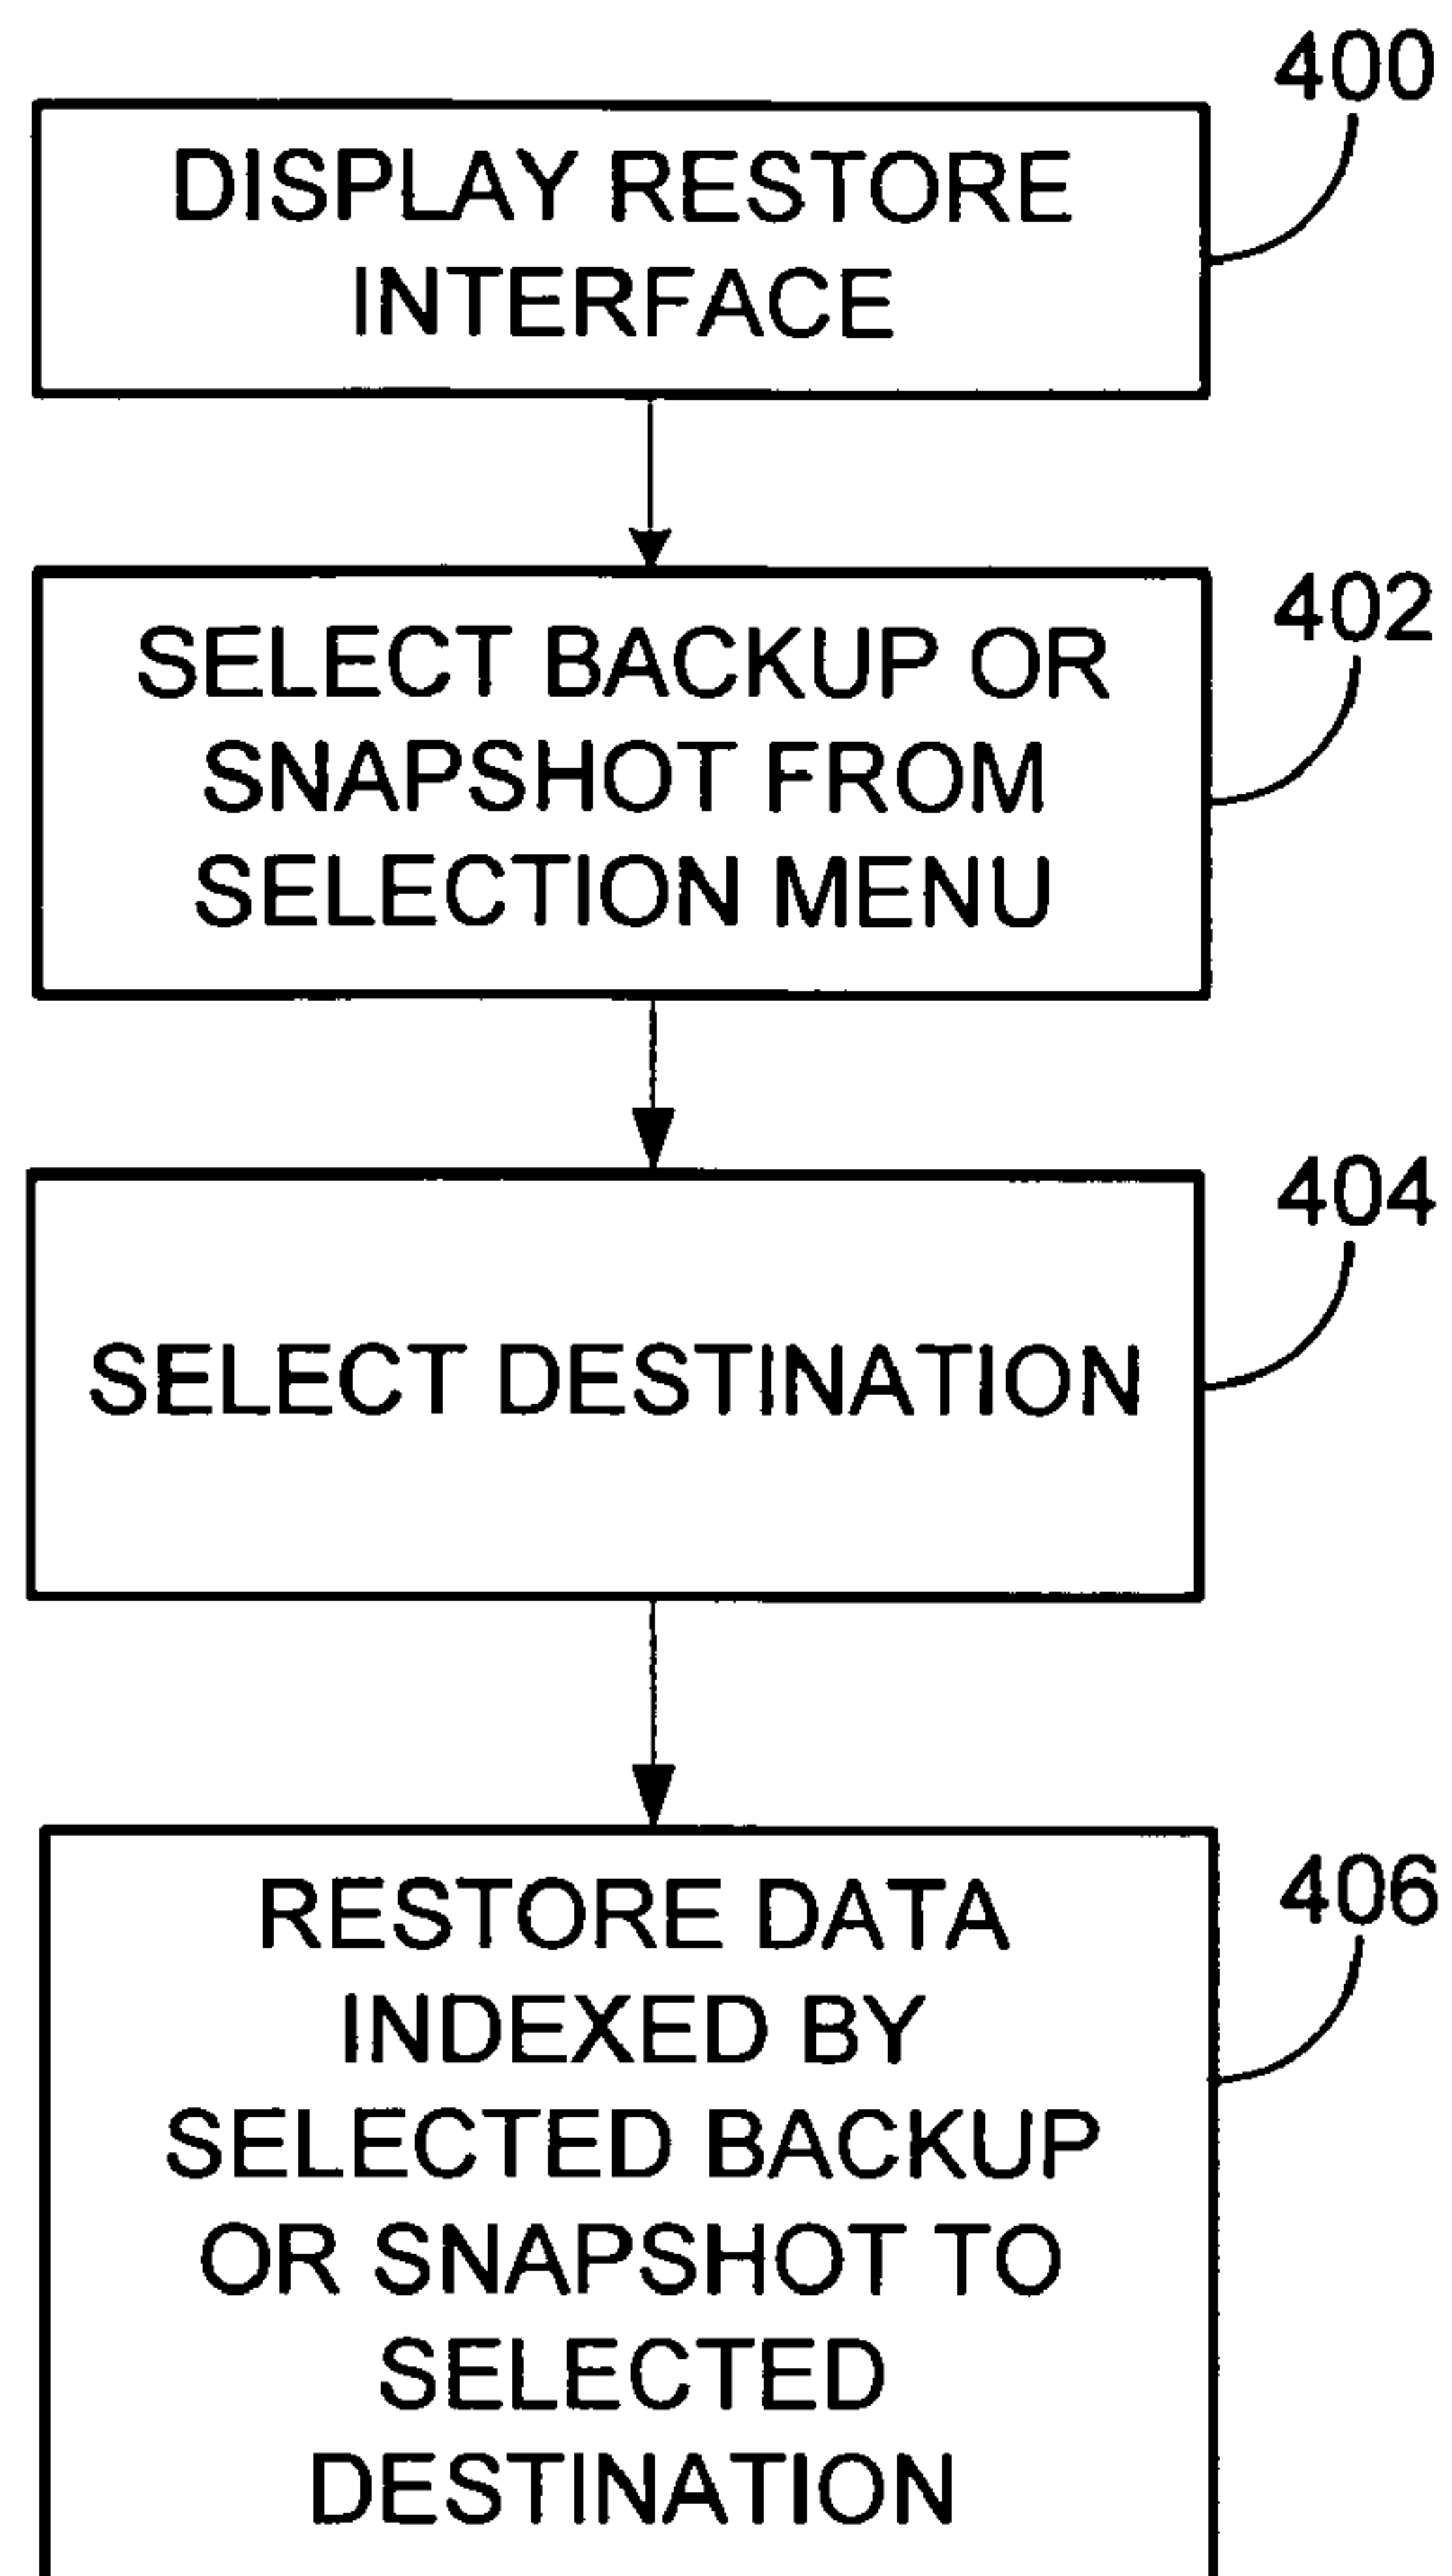 400
DISPLAY RESTORE
INTERFACE
402
SELECT BACKUP OR
SNAPSHOT FROM
SELECTION MENU
404
SELECT DESTINATION
406
RESTORE DATA
INDEXED BY
SELECTED BACKUP
OR SNAPSHOT TO
SELECTED
DESTINATION